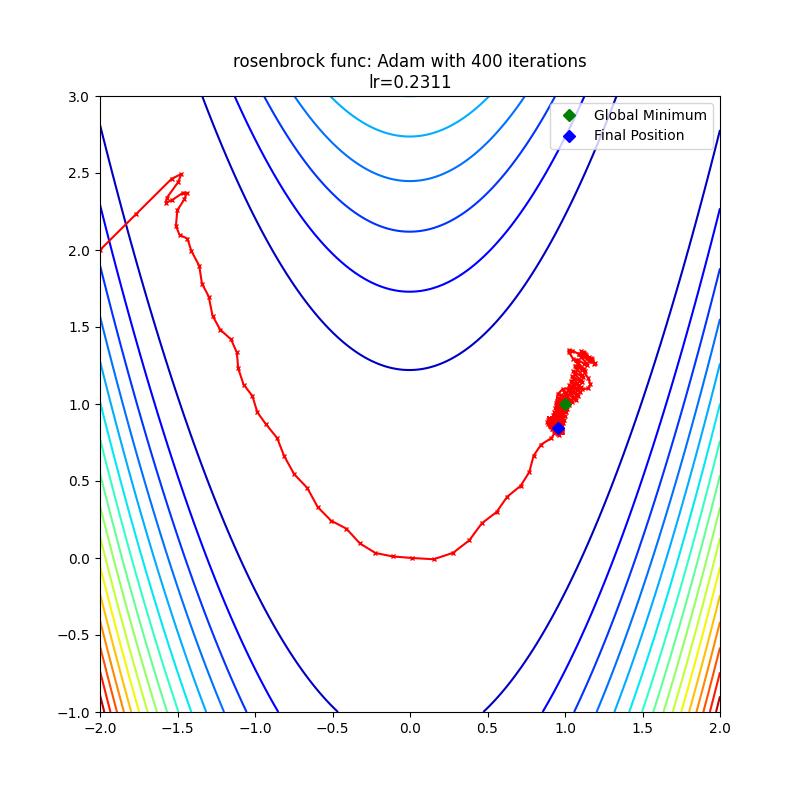 rosenbrock func: Adam with 400 iterations
lr=0.2311
Global Minimum
Final Position
3.0
2.5
2.0
1.5
1.0
0.5
0.0
−0.5
−1.0
−2.0 −1.5 −1.0 −0.5 0.0 0.5 1.0 1.5 2.0